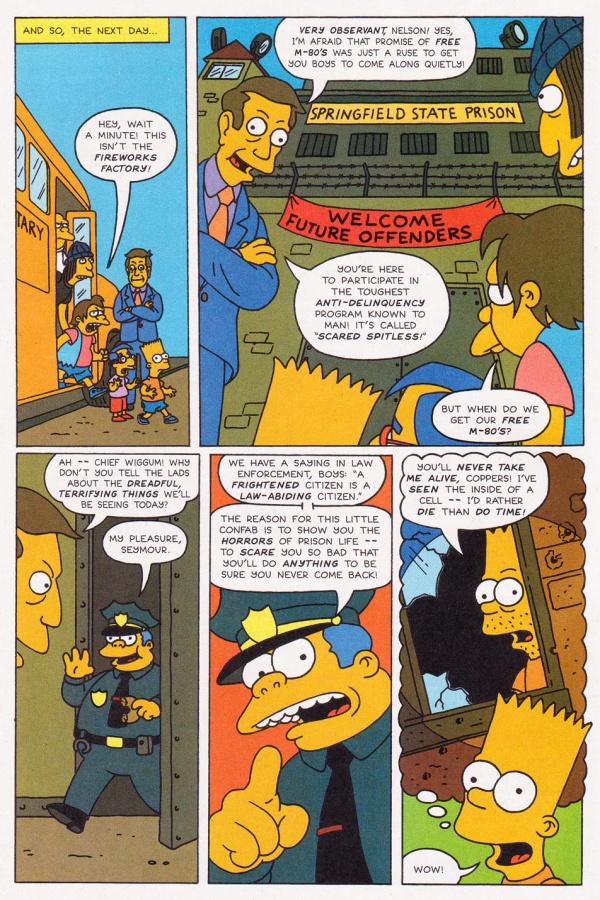 AND SO, THE NEXT DAY...
HEY, WAIT
A MINUTE! THIS
ISN'T THE
FIREWORKS
FACTORY!
TARY
VERY OBSERVANT, NELSON! YES,
I'M AFRAID THAT PROMISE OF FREE
M-80'S WAS JUST A RUSE TO GET
YOU BOYS TO COME ALONG QUIETLY!
SPRINGFIELD STATE PRISON
WELCOME
FUTURE OFFENDERS
YOU'RE HERE
TO PARTICIPATE IN
THE TOUGHEST
ANTI-DELINQUENCY
PROGRAM KNOWN TO
MAN! IT'S CALLED
"SCARED SPITLESS!"
BUT WHEN DO WE
GET OUR FREE
M-80'S?
AH -- CHIEF WIGGUM! WHY
DON'T YOU TELL THE LADS
ABOUT THE DREADFUL,
TERRIFYING THINGS WE'LL
BE SEEING TODAY?
MY PLEASURE,
SEYMOUR.
WE HAVE A SAYING IN LAW
ENFORCEMENT, BOYS: "A
FRIGHTENED CITIZEN IS A
LAW-ABIDING CITIZEN."
THE REASON FOR THIS LITTLE
CONFAB IS TO SHOW YOU THE
HORRORS OF PRISON LIFE --
TO SCARE YOU SO BAD THAT
YOU'LL DO ANYTHING TO BE
SURE YOU NEVER COME BACK!
YOU'LL NEVER TAKE
ME ALIVE, COPPERS! I'VE
SEEN THE INSIDE OF A
CELL -- I'D RATHER
DIE THAN DO TIME!
WOW!